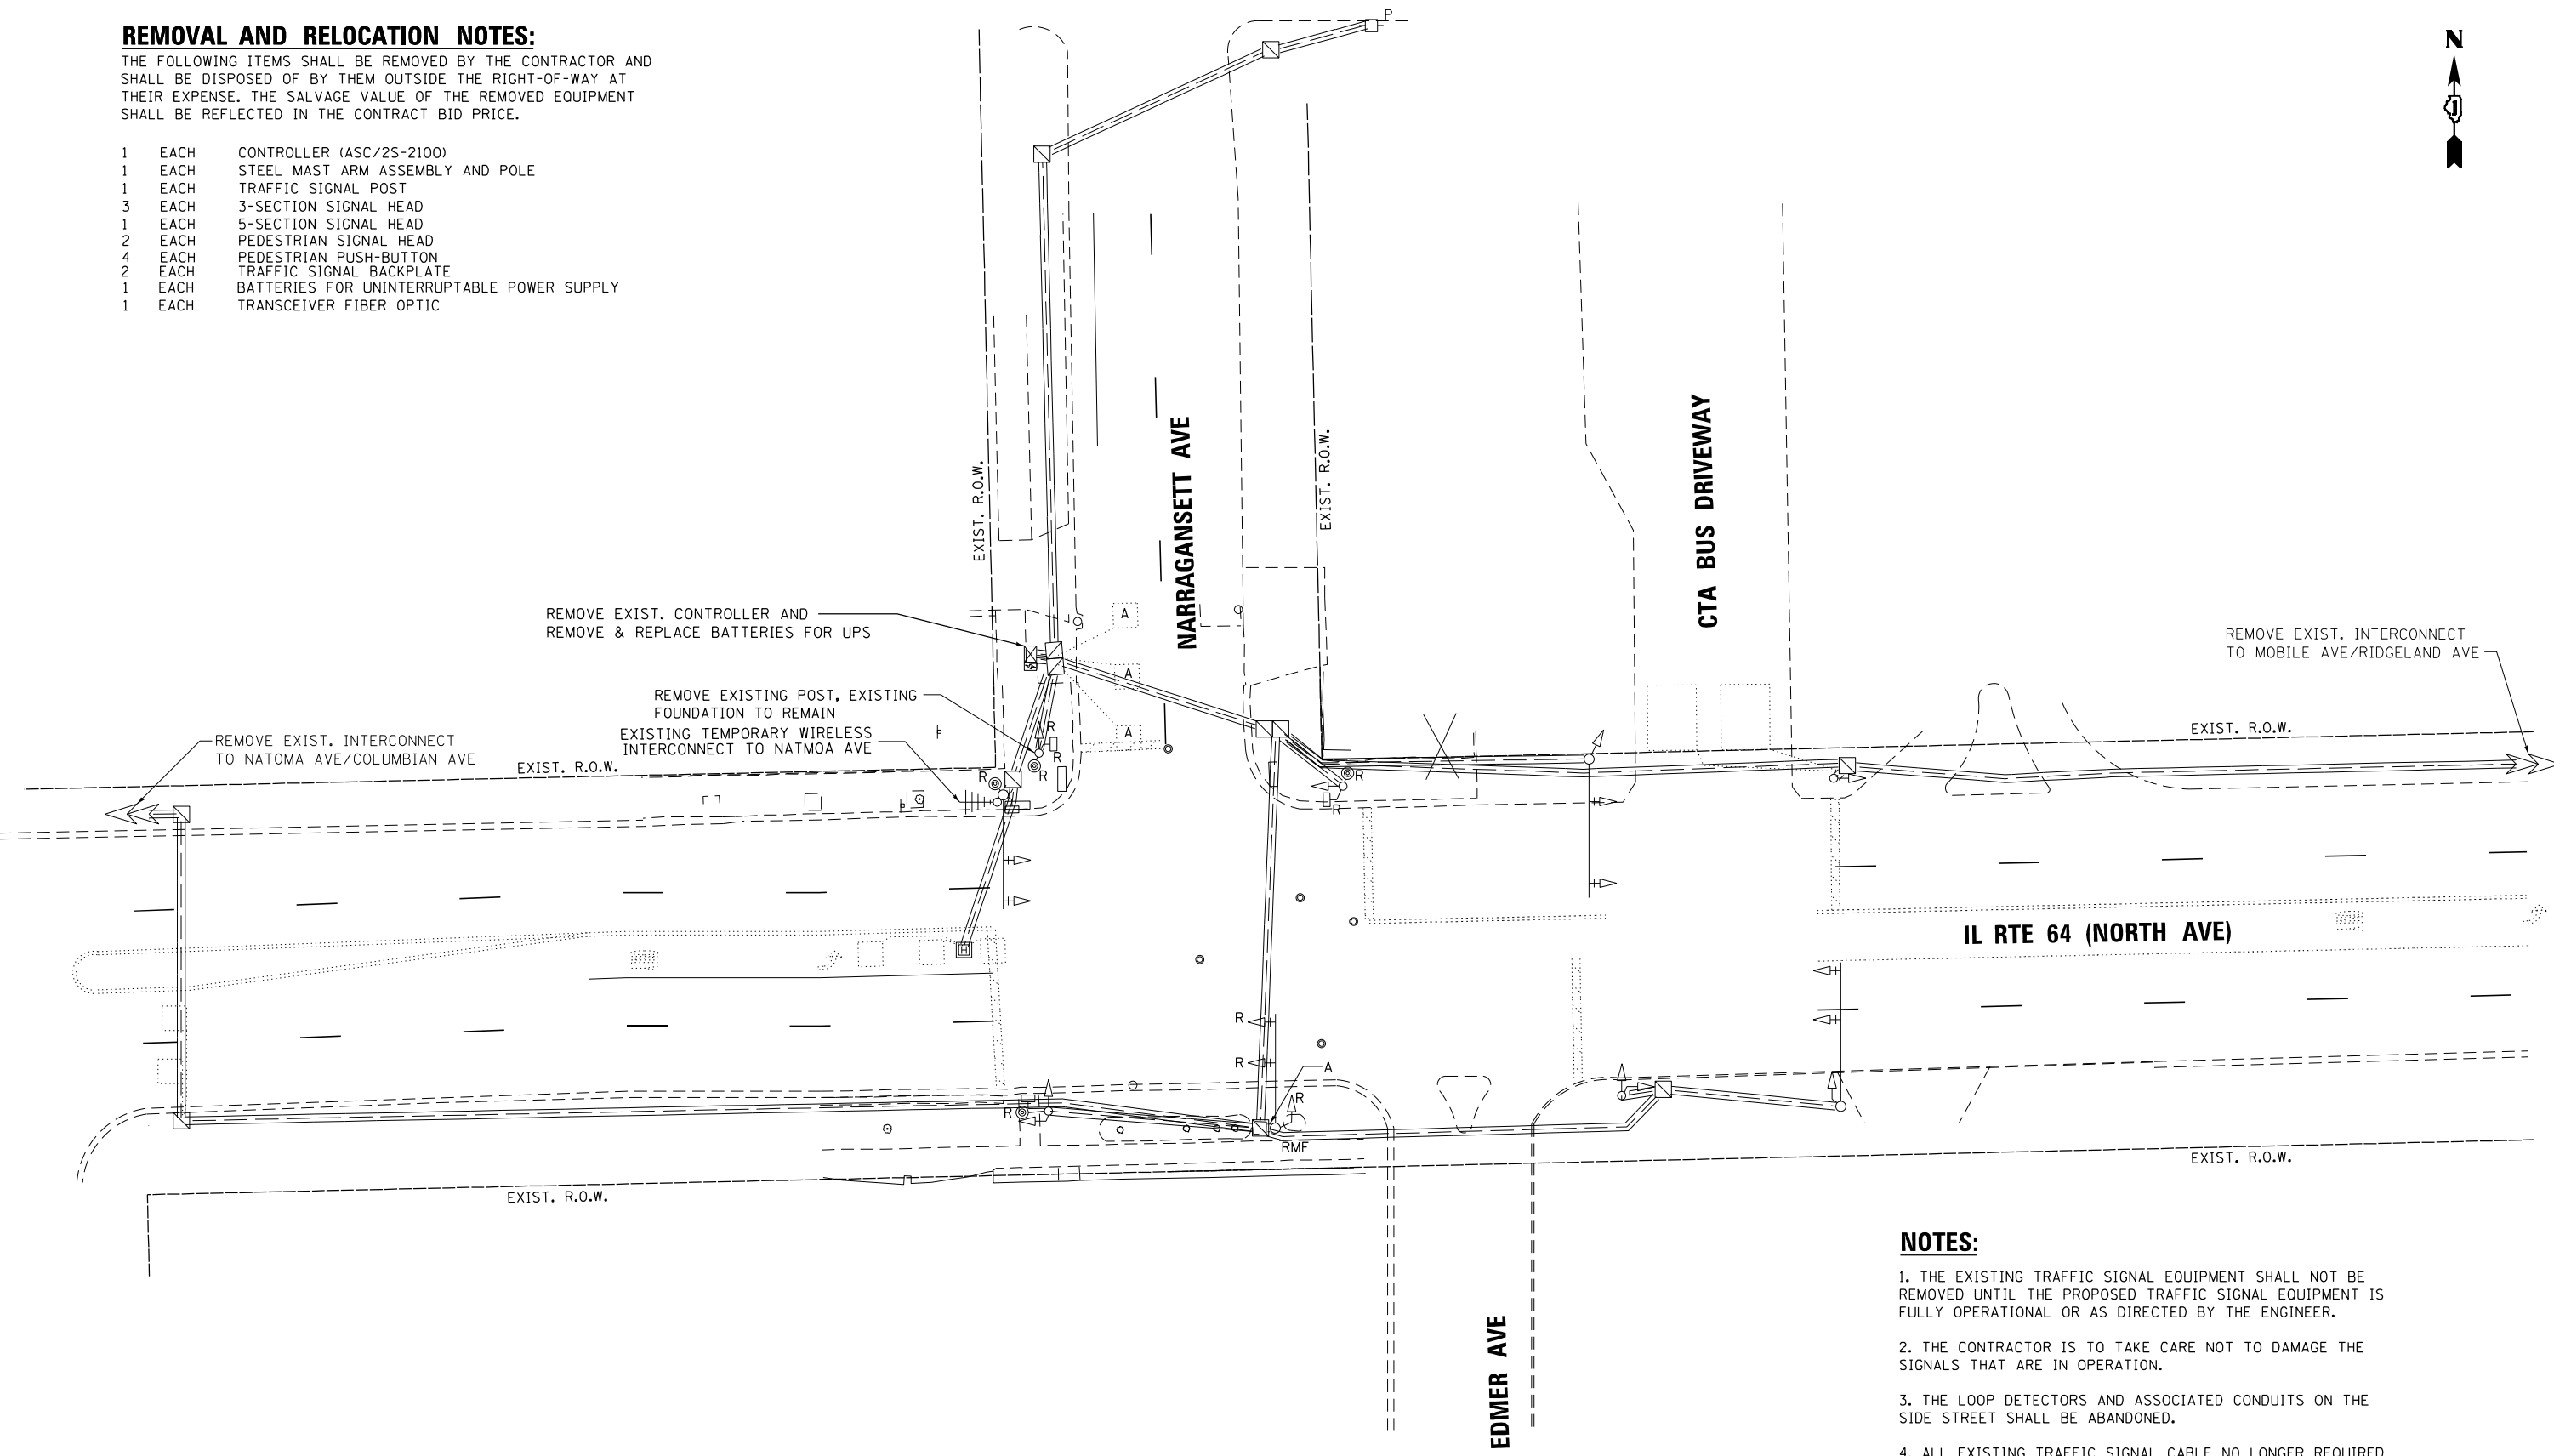 REMOVAL AND RELOCATION NOTES:
THE FOLLOWING ITEMS SHALL BE REMOVED BY THE CONTRACTOR AND
SHALL BE DISPOSED OF BY THEM OUTSIDE THE RIGHT-OF-WAY AT
THEIR EXPENSE. THE SALVAGE VALUE OF THE REMOVED EQUIPMENT
SHALL BE REFLECTED IN THE CONTRACT BID PRICE.
1 EACH CONTROLLER (ASC/2S-2100)
1 EACH STEEL MAST ARM ASSEMBLY AND POLE
1 EACH TRAFFIC SIGNAL POST
3 EACH 3-SECTION SIGNAL HEAD
1 EACH 5-SECTION SIGNAL HEAD
2 EACH PEDESTRIAN SIGNAL HEAD
4 EACH PEDESTRIAN PUSH-BUTTON
2 EACH TRAFFIC SIGNAL BACKPLATE
1 EACH BATTERIES FOR UNINTERRUPTABLE POWER SUPPLY
1 EACH TRANSCEIVER FIBER OPTIC
P
N
EXIST. R.O.W.
NARRAGANSETT AVE
EXIST. R.O.W.
CTA BUS DRIVEWAY
REMOVE EXIST. CONTROLLER AND
REMOVE & REPLACE BATTERIES FOR UPS
A
A
A
REMOVE EXIST. INTERCONNECT
TO MOBILE AVE/RIDGELAND AVE
REMOVE EXISTING POST, EXISTING
FOUNDATION TO REMAIN
EXISTING TEMPORARY WIRELESS
INTERCONNECT TO NATMOA AVE
REMOVE EXIST. INTERCONNECT
TO NATOMA AVE/COLUMBIAN AVE
EXIST. R.O.W.
EXIST. R.O.W.
R
R
R
R
R
R
H
IL RTE 64 (NORTH AVE)
R
R
A
R
R
RMF
EXIST. R.O.W.
EXIST. R.O.W.
EDMER AVE
NOTES:
1. THE EXISTING TRAFFIC SIGNAL EQUIPMENT SHALL NOT BE
REMOVED UNTIL THE PROPOSED TRAFFIC SIGNAL EQUIPMENT IS
FULLY OPERATIONAL OR AS DIRECTED BY THE ENGINEER.
2. THE CONTRACTOR IS TO TAKE CARE NOT TO DAMAGE THE
SIGNALS THAT ARE IN OPERATION.
3. THE LOOP DETECTORS AND ASSOCIATED CONDUITS ON THE
SIDE STREET SHALL BE ABANDONED.
4. ALL EXISTING TRAFFIC SIGNAL CABLE NO LONGER REQUIRED